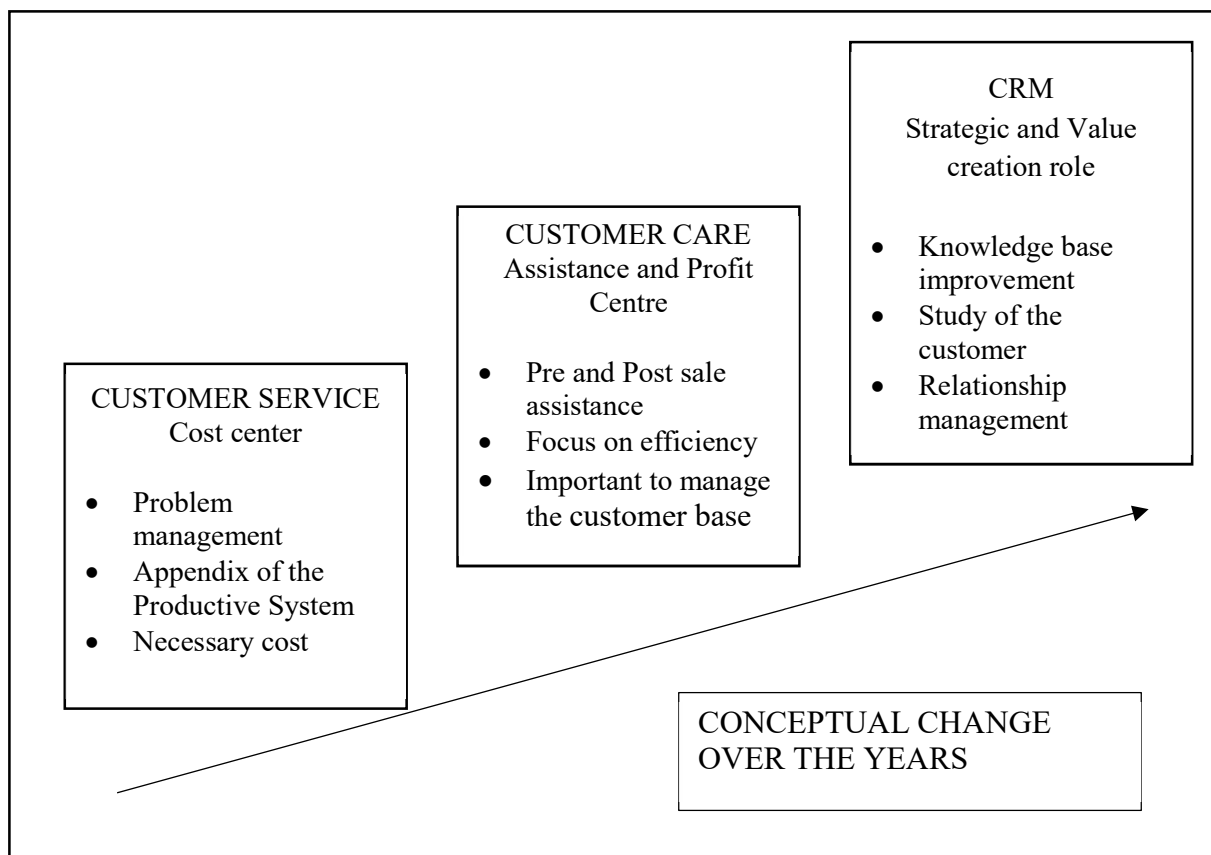 CUSTOMER SERVICE
Cost center
• Problem
management
• Appendix of the
Productive System
• Necessary cost
CUSTOMER CARE
Assistance and Profit
Centre
• Pre and Post sale
assistance
• Focus on efficiency
• Important to manage
the customer base
CRM
Strategic and Value
creation role
• Knowledge base
improvement
• Study of the
customer
• Relationship
management
CONCEPTUAL CHANGE
OVER THE YEARS